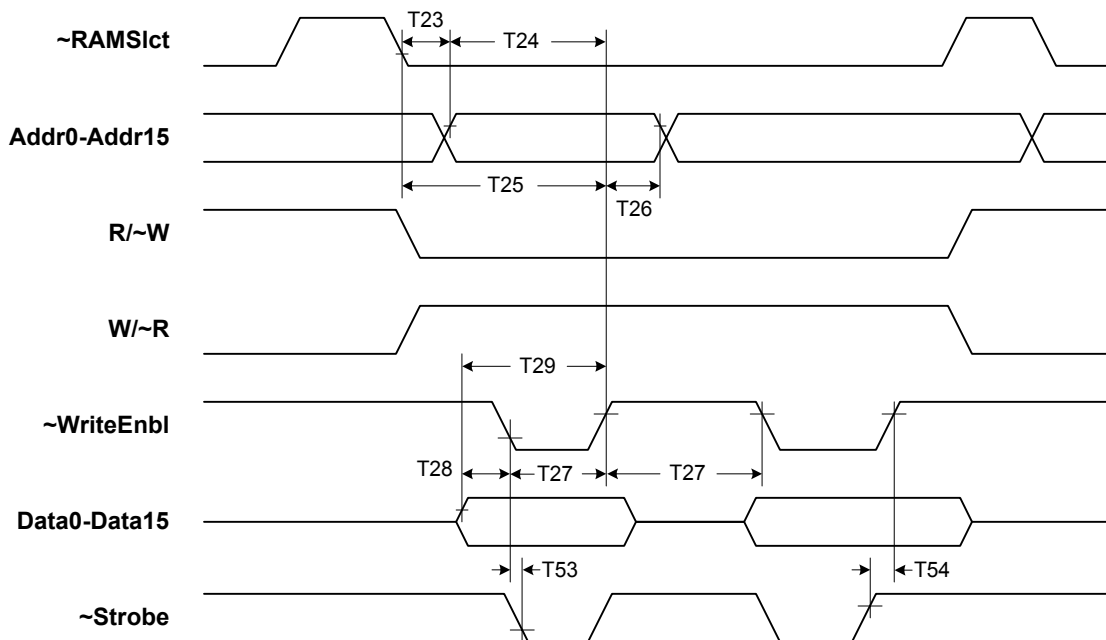 T23
~RAMSlct
T24
Addr0-Addr15
T25
T26
R/~W
W/~R
T29
~WriteEnbl
T28
T27
T27
Data0-Data15
T53
T54
~Strobe